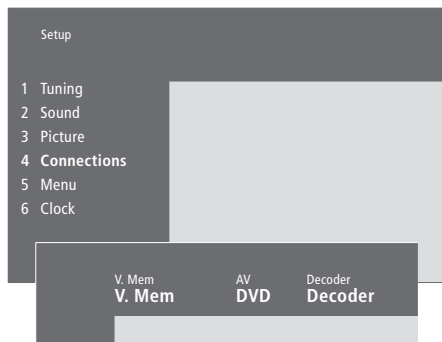 Setup
1 Tuning
2 Sound
3 Picture
4 Connections
5 Menu
6 Clock
V. Mem AV Decoder
V. Mem DVD Decoder